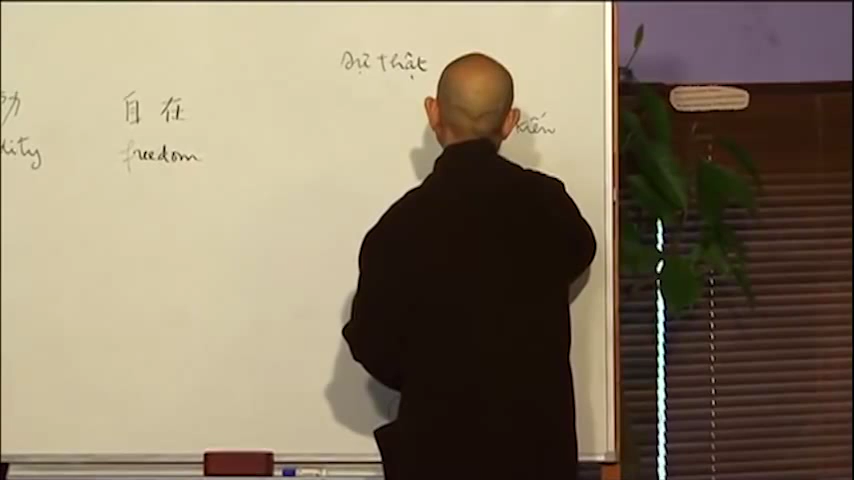 Sự thật
kiến
自在
freedom